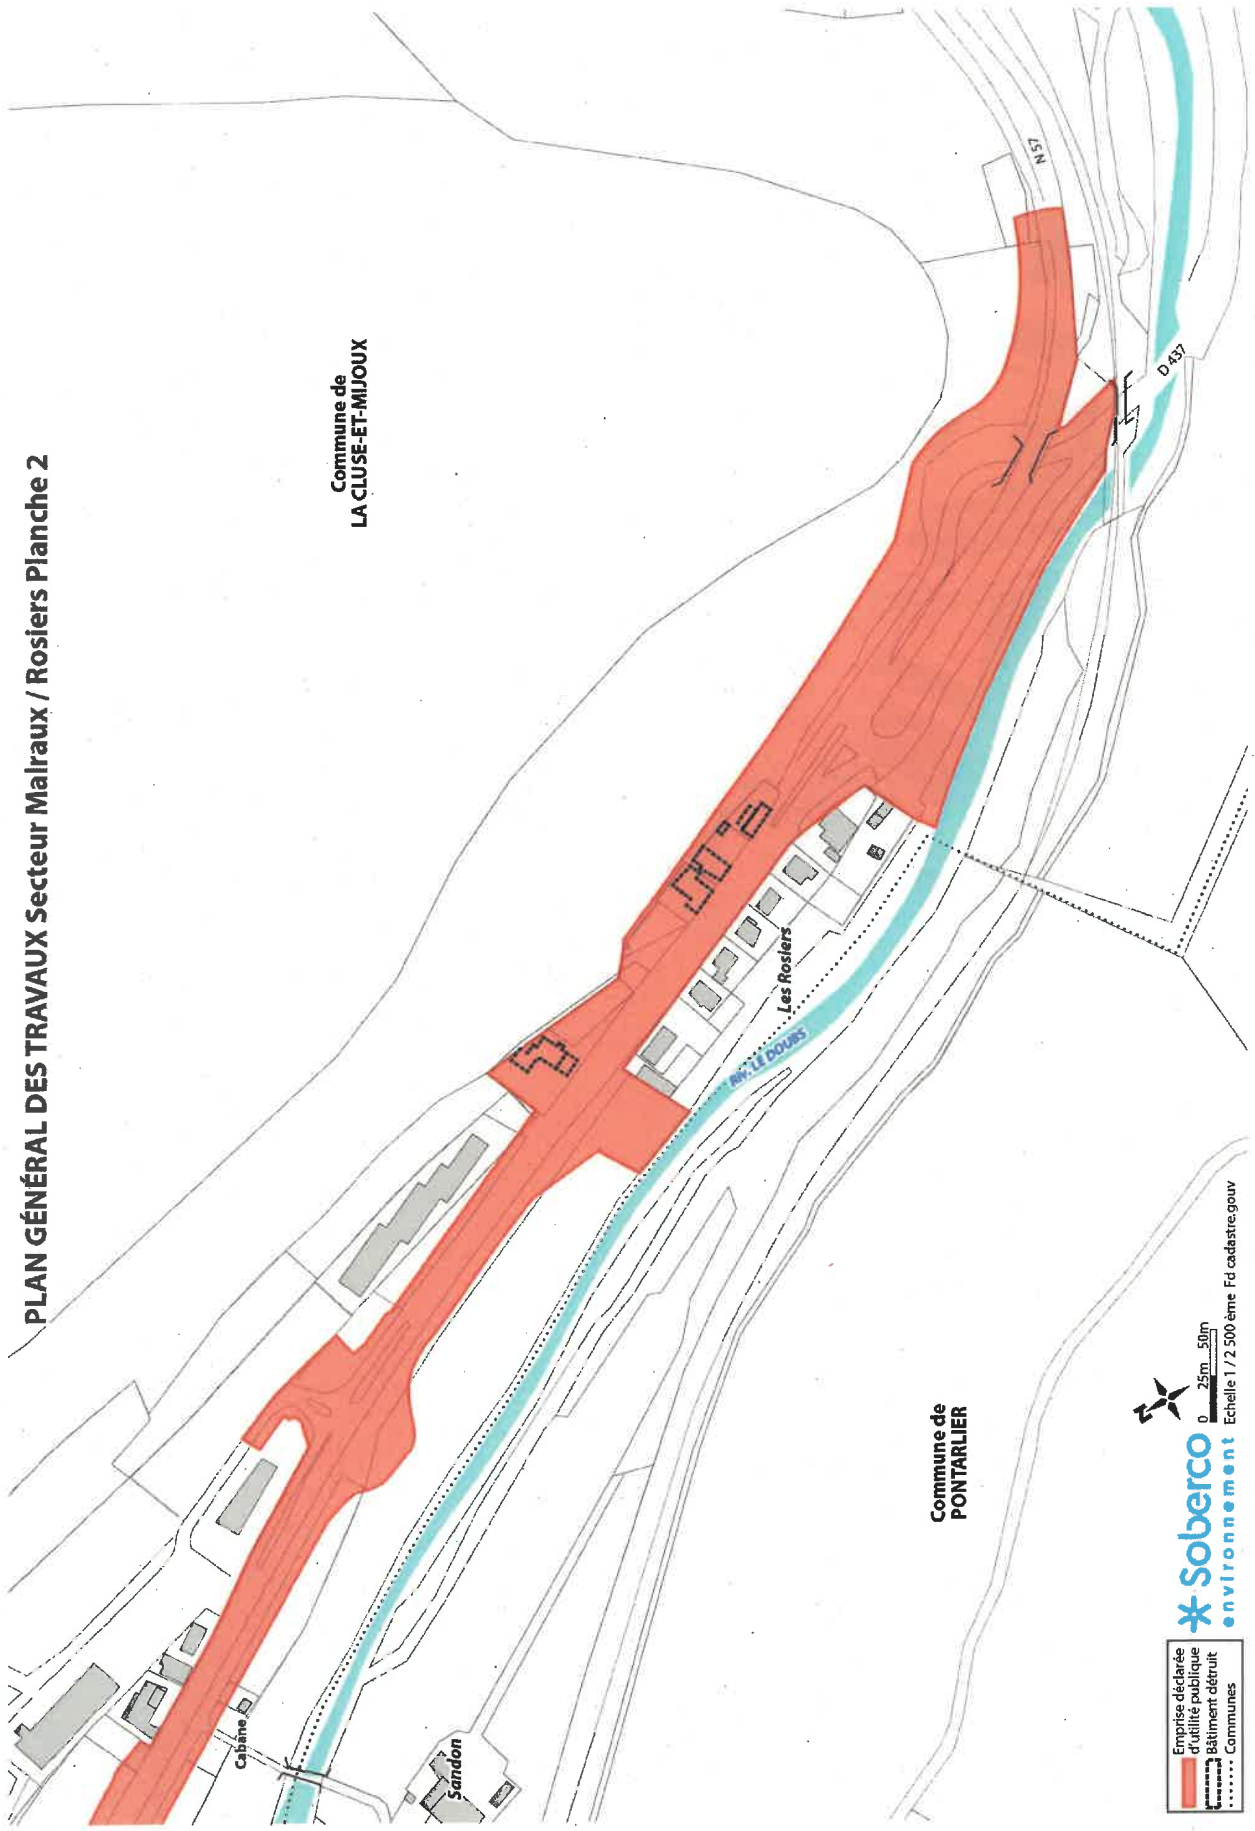 PLAN GÉNÉRAL DES TRAVAUX Secteur Malraux / Rosiers Planche 2
Commune de
LA CLUSE-ET-MIJOUX
N 57
D 437
Les Rosiers
Riv. LE DOUBS
Cabane
Sandon
Commune de
PONTARLIER
N
0 25m 50m
Echelle 1 / 2 500 ème Fd cadastre.gouv
Soberco
environnement
Emprise déclarée
d'utilité publique
Bâtiment détruit
Communes